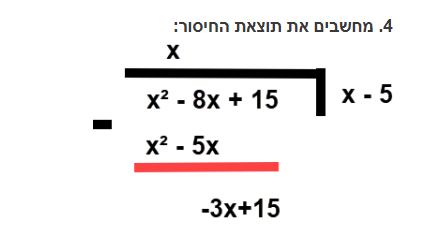 4. מחשבים את תוצאת החיסור:
x
x² - 8x + 15
x - 5
-
x² - 5x
-3x+15